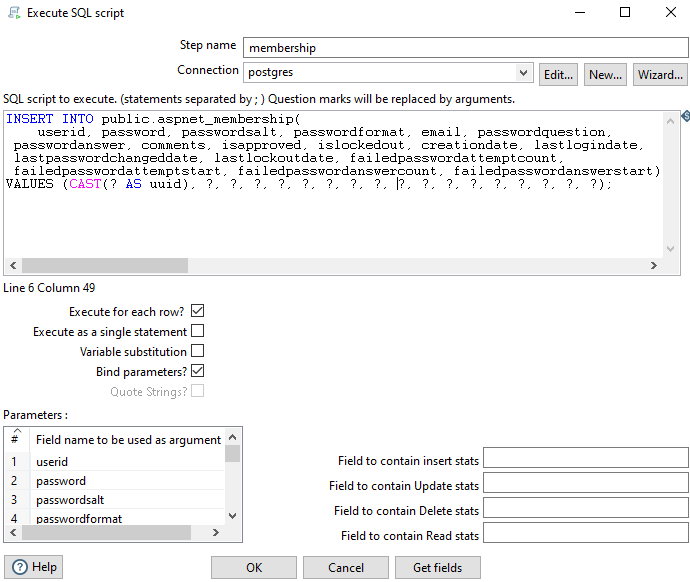 Execute SQL script
Step name membership
Connection postgres Edit... New... Wizard...
SQL script to execute. (statements separated by ; ) Question marks will be replaced by arguments.
INSERT INTO public.aspnet_membership(
userid, password, passwordsalt, passwordformat, email, passwordquestion,
passwordanswer, comments, isapproved, islockedout, creationdate, lastlogindate,
lastpasswordchangeddate, lastlockoutdate, failedpasswordattemptcount,
failedpasswordattemptstart, failedpasswordanswercount, failedpasswordanswerstart)
VALUES (CAST(? AS uuid), ?, ?, ?, ?, ?, ?, ?, ?, ?, ?, ?, ?, ?, ?, ?, ?, ?);
Line 6 Column 49
Execute for each row?
Execute as a single statement
Variable substitution
Bind parameters?
Quote Strings?
Parameters :
# Field name to be used as argument
1 userid
2 password
3 passwordsalt
4 passwordformat
Field to contain insert stats
Field to contain Update stats
Field to contain Delete stats
Field to contain Read stats
? Help OK Cancel Get fields